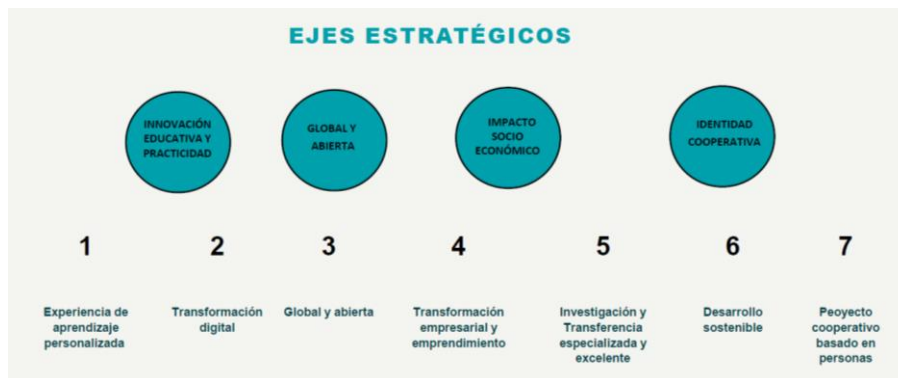 EJES ESTRATÉGICOS
INNOVACIÓN
EDUCATIVA Y
PRACTICIDAD
GLOBAL Y
ABIERTA
IMPACTO
SOCIO
ECONÓMICO
IDENTIDAD
COOPERATIVA
1
2
3
4
5
6
7
Experiencia de
aprendizaje
personalizada
Transformación
digital
Global y abierta
Transformación
empresarial y
emprendimiento
Investigación y
Transferencia
especializada y
excelente
Desarrollo
sostenible
Peoyecto
cooperativo
basado en
personas